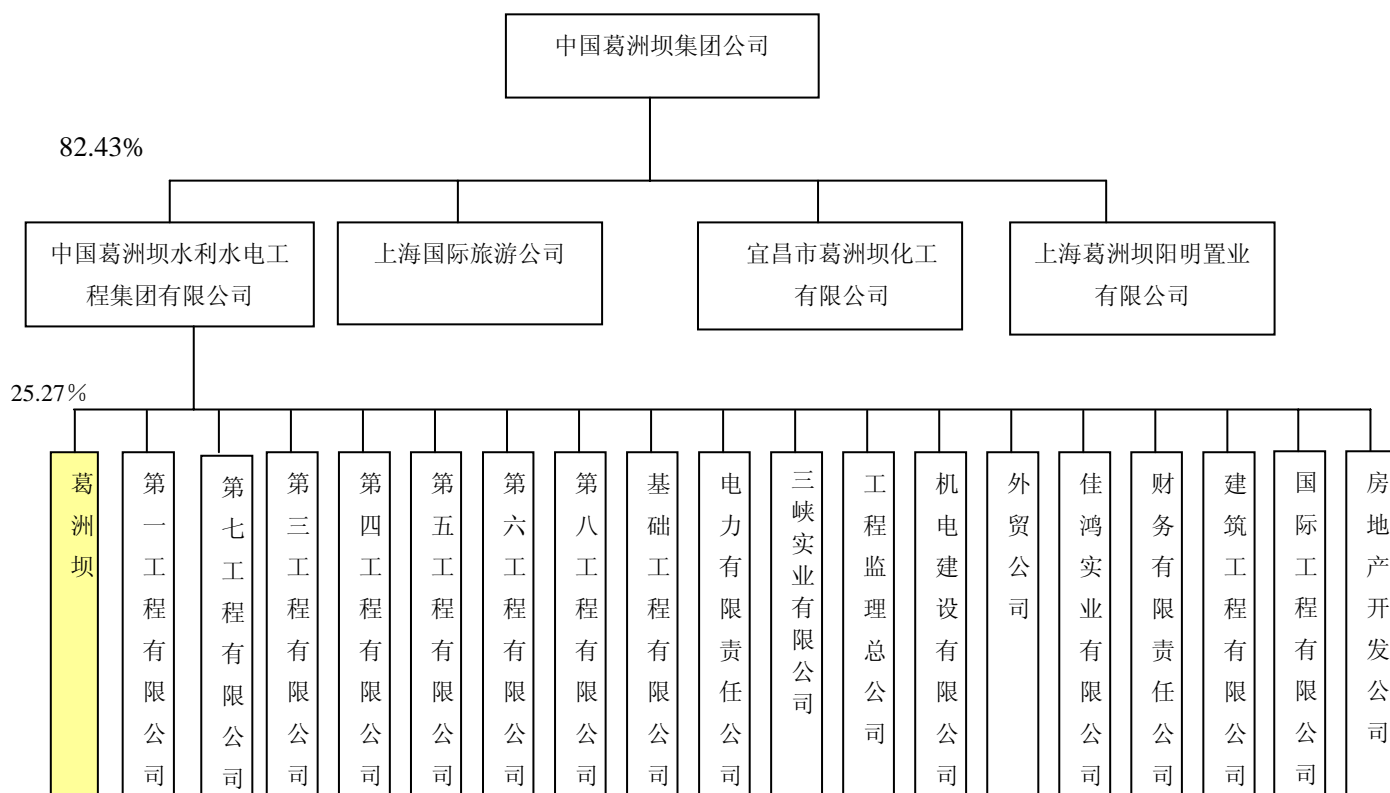 中国葛洲坝集团公司
82.43%
中国葛洲坝水利水电工
程集团有限公司
上海国际旅游公司
宜昌市葛洲坝化工
有限公司
上海葛洲坝阳明置业
有限公司
25.27%
葛洲坝
第一工程有限公司
第七工程有限公司
第三工程有限公司
第四工程有限公司
第五工程有限公司
第六工程有限公司
第八工程有限公司
基础工程有限公司
电力有限责任公司
三峡实业有限公司
工程监理总公司
机电建设有限公司
外贸公司
佳鸿实业有限公司
财务有限责任公司
建筑工程有限公司
国际工程有限公司
房地产开发公司